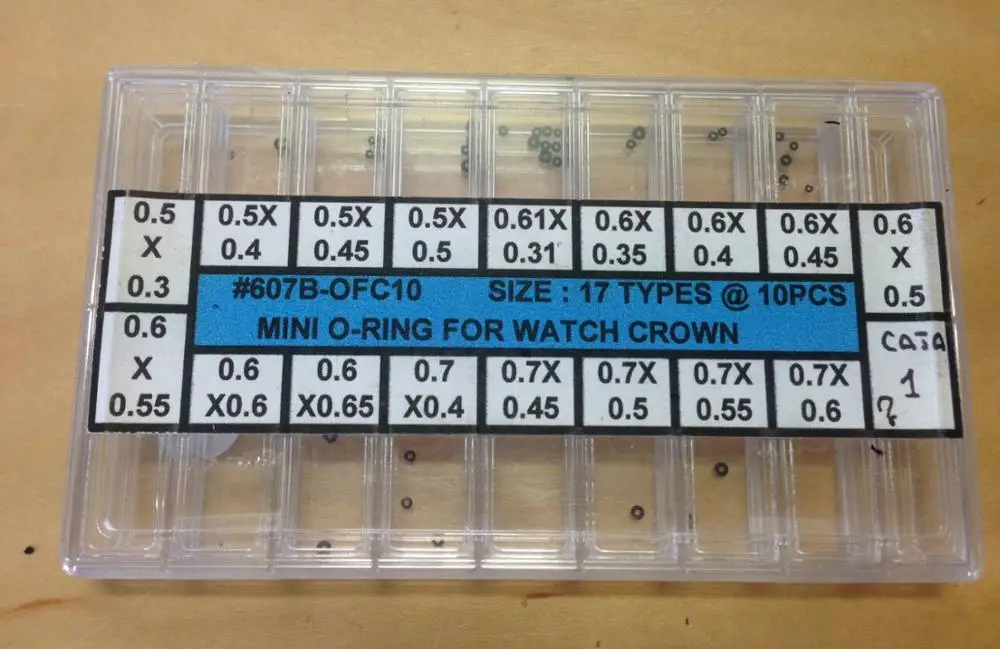 0.5
X
0.3
0.5X
0.4
0.5X
0.45
0.5X
0.5
0.61X
0.31
0.6X
0.35
0.6X
0.4
0.6X
0.45
0.6
X
0.5
#607B-OFC10 SIZE : 17 TYPES @ 10PCS
MINI O-RING FOR WATCH CROWN
0.6
X
0.55
0.6
X0.6
0.6
X0.65
0.7
X0.4
0.7X
0.45
0.7X
0.5
0.7X
0.55
0.7X
0.6
CAJA
1